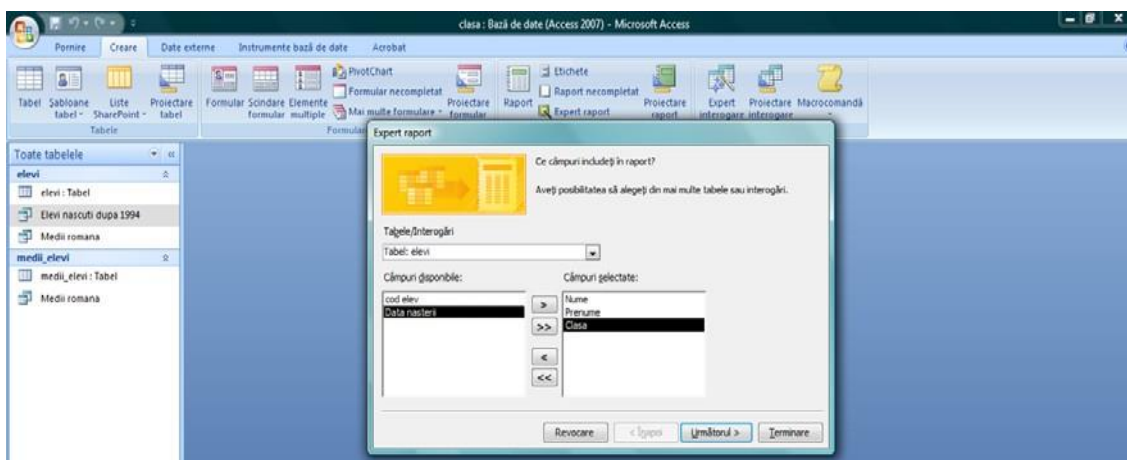 clasa : Bază de date (Access 2007) - Microsoft Access
Pornire Creare Date externe Instrumente bază de date Acrobat
Tabel
Șabloane tabel
Liste SharePoint
Proiectare tabel
Tabele
Formular
Scindare formular
Elemente multiple
PivotChart
Formular necompletat
Mai multe formulare
Proiectare formular
Formular
Raport
Etichete
Raport necompletat
Expert raport
Proiectare raport
Expert interogare
Proiectare interogare
Macrocomandă
Toate tabelele
elevi
elevi : Tabel
Elevi nascuti dupa 1994
Medii romana
medii_elevi
medii_elevi : Tabel
Medii romana
Expert raport
Ce câmpuri includeți în raport?
Aveți posibilitatea să alegeți din mai multe tabele sau interogări.
Tabele/Interogări
Tabel: elevi
Câmpuri disponibile:
cod elev
Data nasterii
>
>>
<
<<
Câmpuri selectate:
Nume
Prenume
Clasa
Revocare
< Înapoi
Următorul >
Terminare